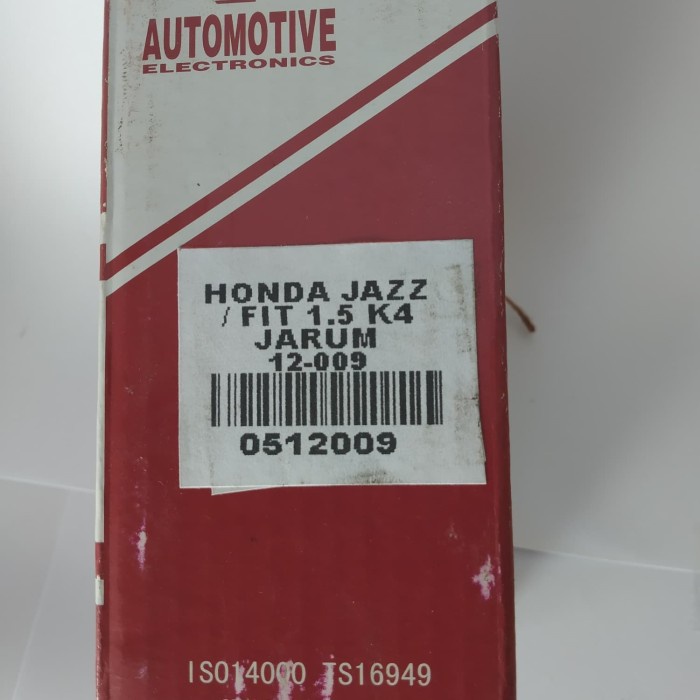 AUTOMOTIVE
ELECTRONICS
HONDA JAZZ
/ FIT 1.5 K4
JARUM
12-009
0512009
ISO14000 TS16949